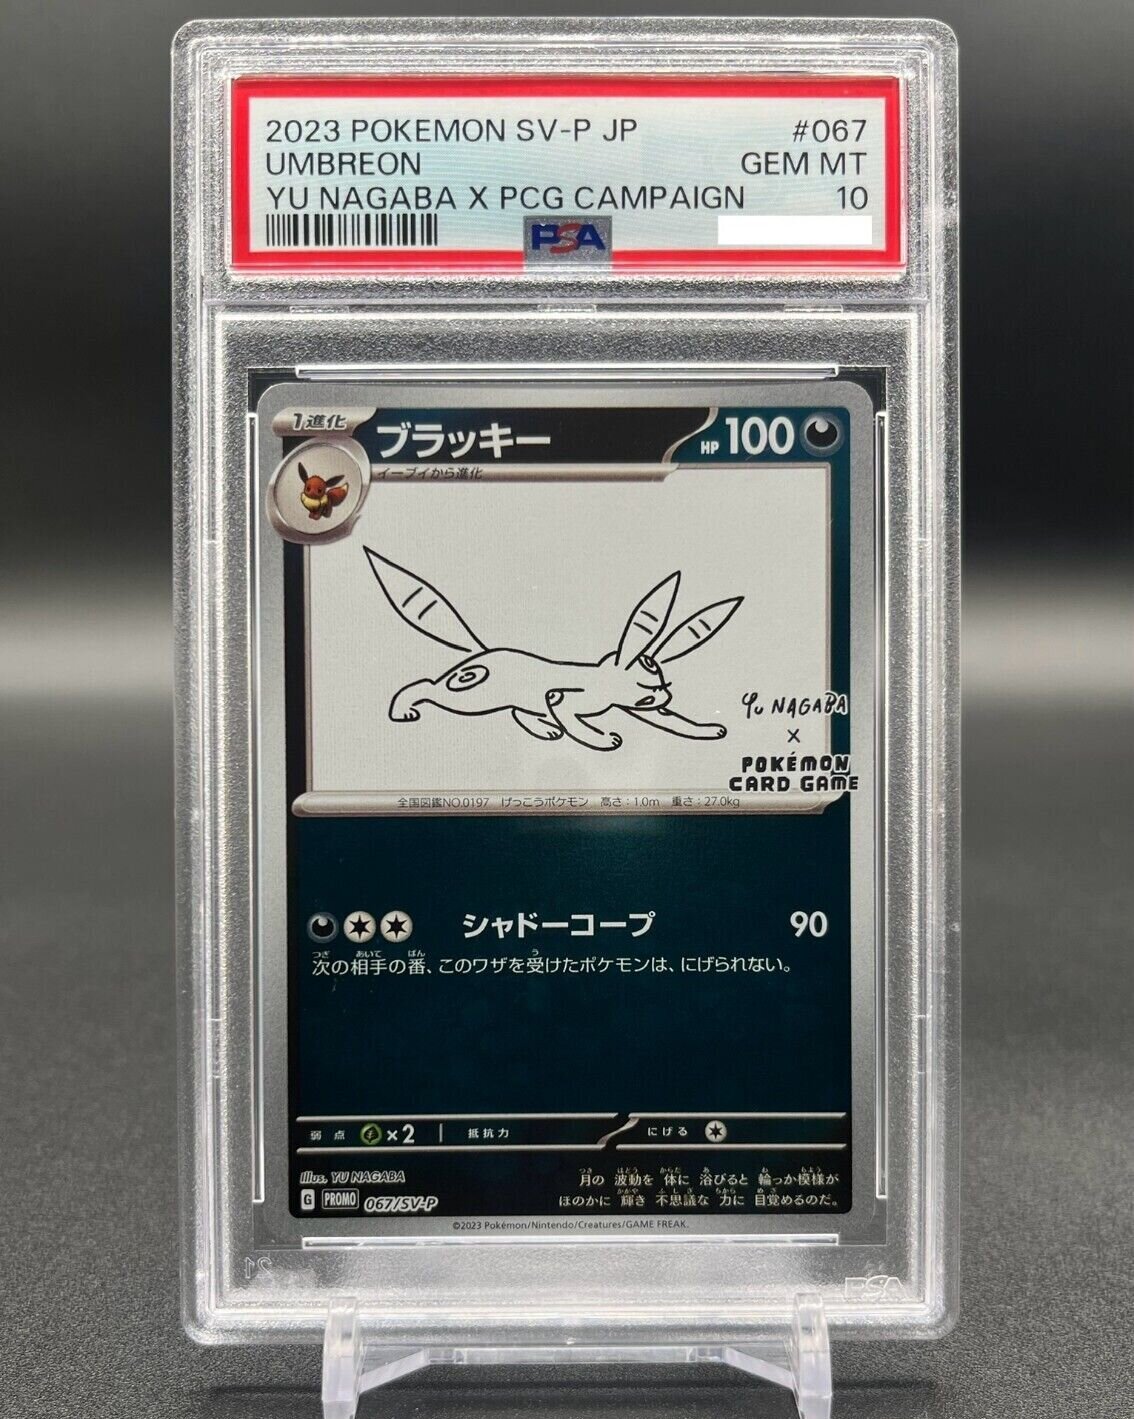 2023 POKEMON SV-P JP #067
UMBREON GEM MT
YU NAGABA X PCG CAMPAIGN 10
PSA
1進化 ブラッキー HP 100
イーブイから進化
Yu NAGABA
X
POKÉMON
CARD GAME
全国図鑑NO.0197 げっこうポケモン 高さ:1.0m 重さ:27.0kg
シャドーコープ 90
次の相手の番、このワザを受けたポケモンは、にげられない。
弱点 ×2 抵抗力 にげる
Illus. YU NAGABA
月の 波動を 体に 浴びると 輪っか模様が
G PROMO 067/SV-P
ほのかに 輝き 不思議な 力に 目覚めるのだ。
©2023 Pokémon/Nintendo/Creatures/GAME FREAK.
PSA